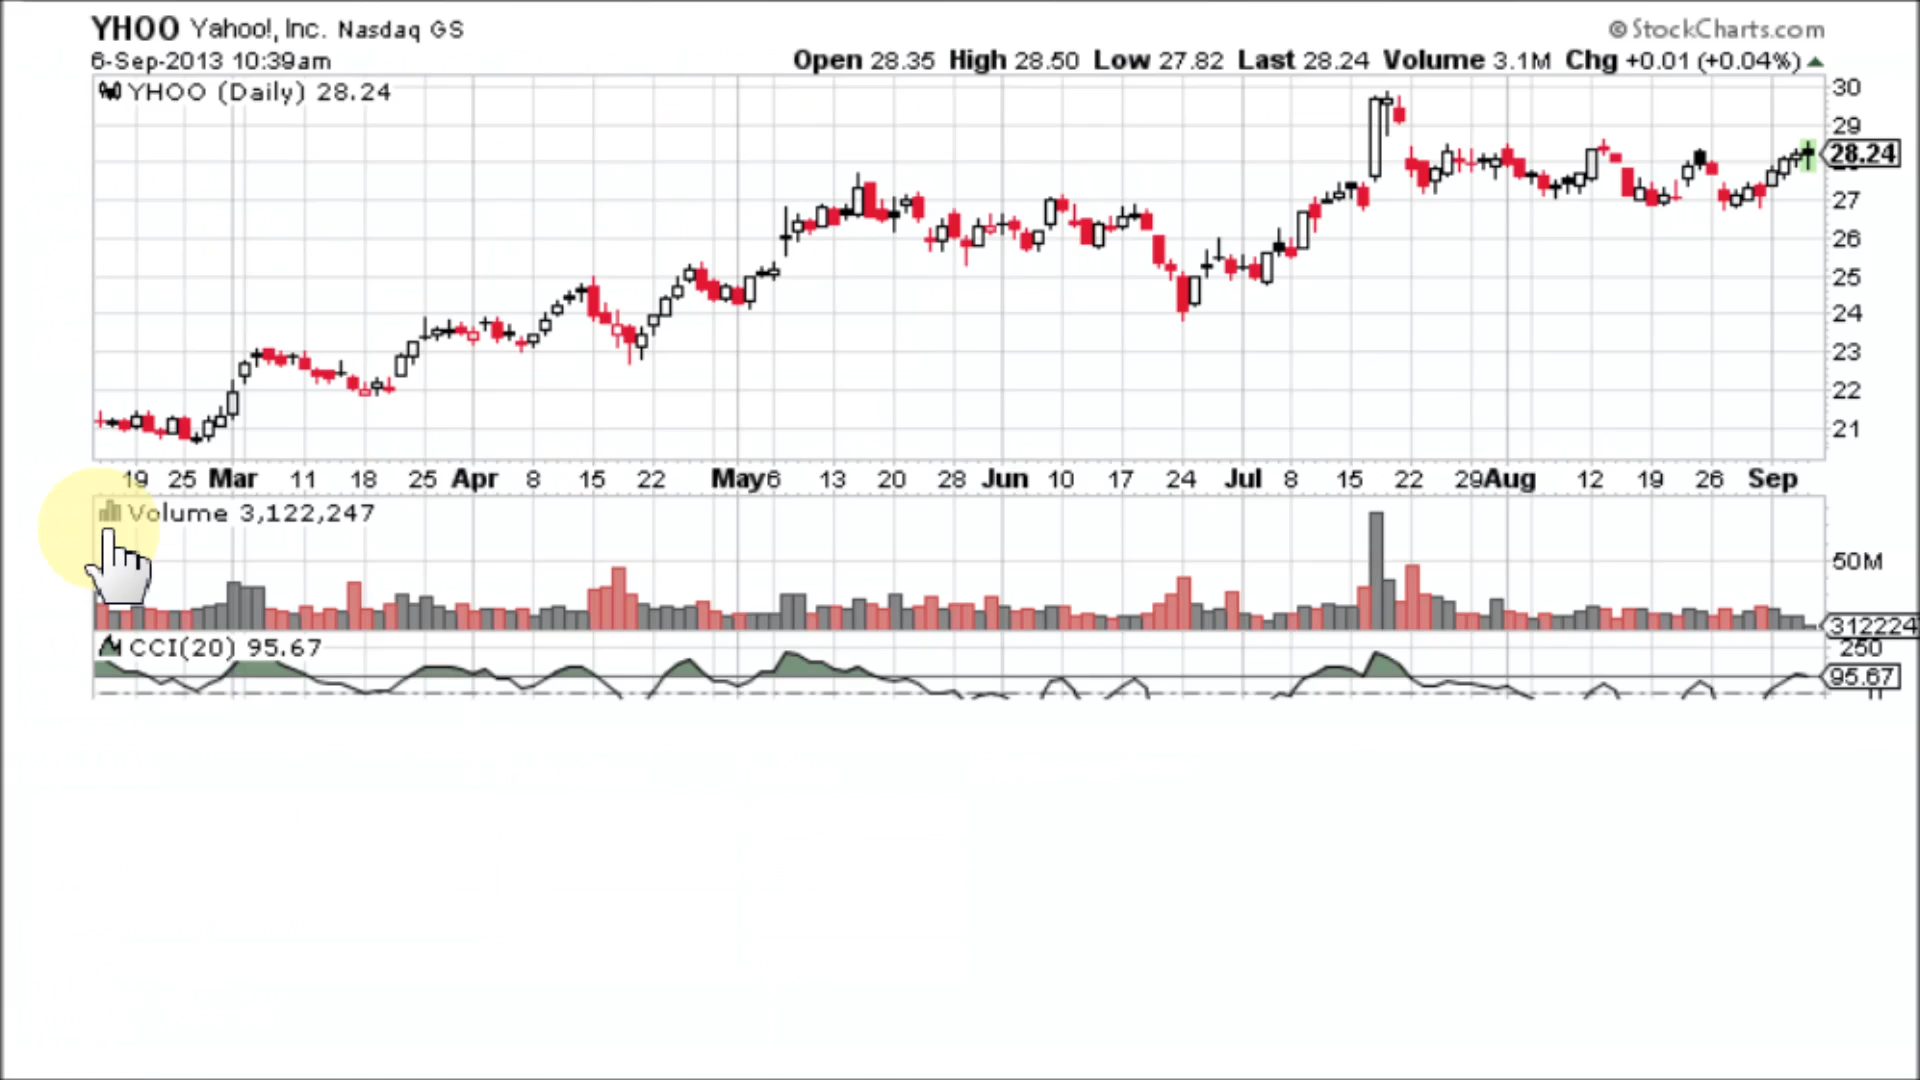 YHOO Yahoo!, Inc. Nasdaq GS
© StockCharts.com
6-Sep-2013 10:39am
Open 28.35 High 28.50 Low 27.82 Last 28.24 Volume 3.1M Chg +0.01 (+0.04%)
YHOO (Daily) 28.24
30
29
28.24
27
26
25
24
23
22
21
19 25 Mar 11 18 25 Apr 8 15 22 May 6 13 20 28 Jun 10 17 24 Jul 8 15 22 29 Aug 12 19 26 Sep
Volume 3,122,247
50M
312224
CCI(20) 95.67
250
95.67